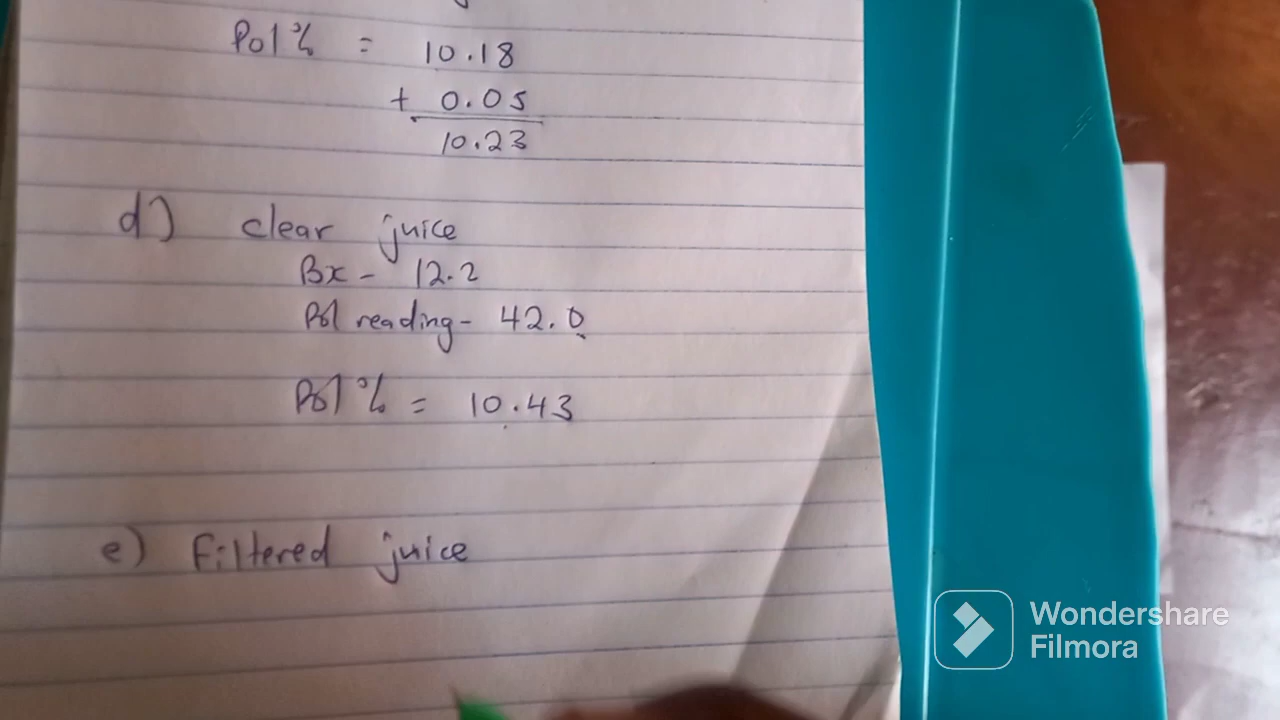 Pol % = 10.18
+ 0.05
10.23
d) clear juice
Bx - 12.2
Pol reading - 42.0
Pol % = 10.43
e) Filtered juice
Wondershare
Filmora